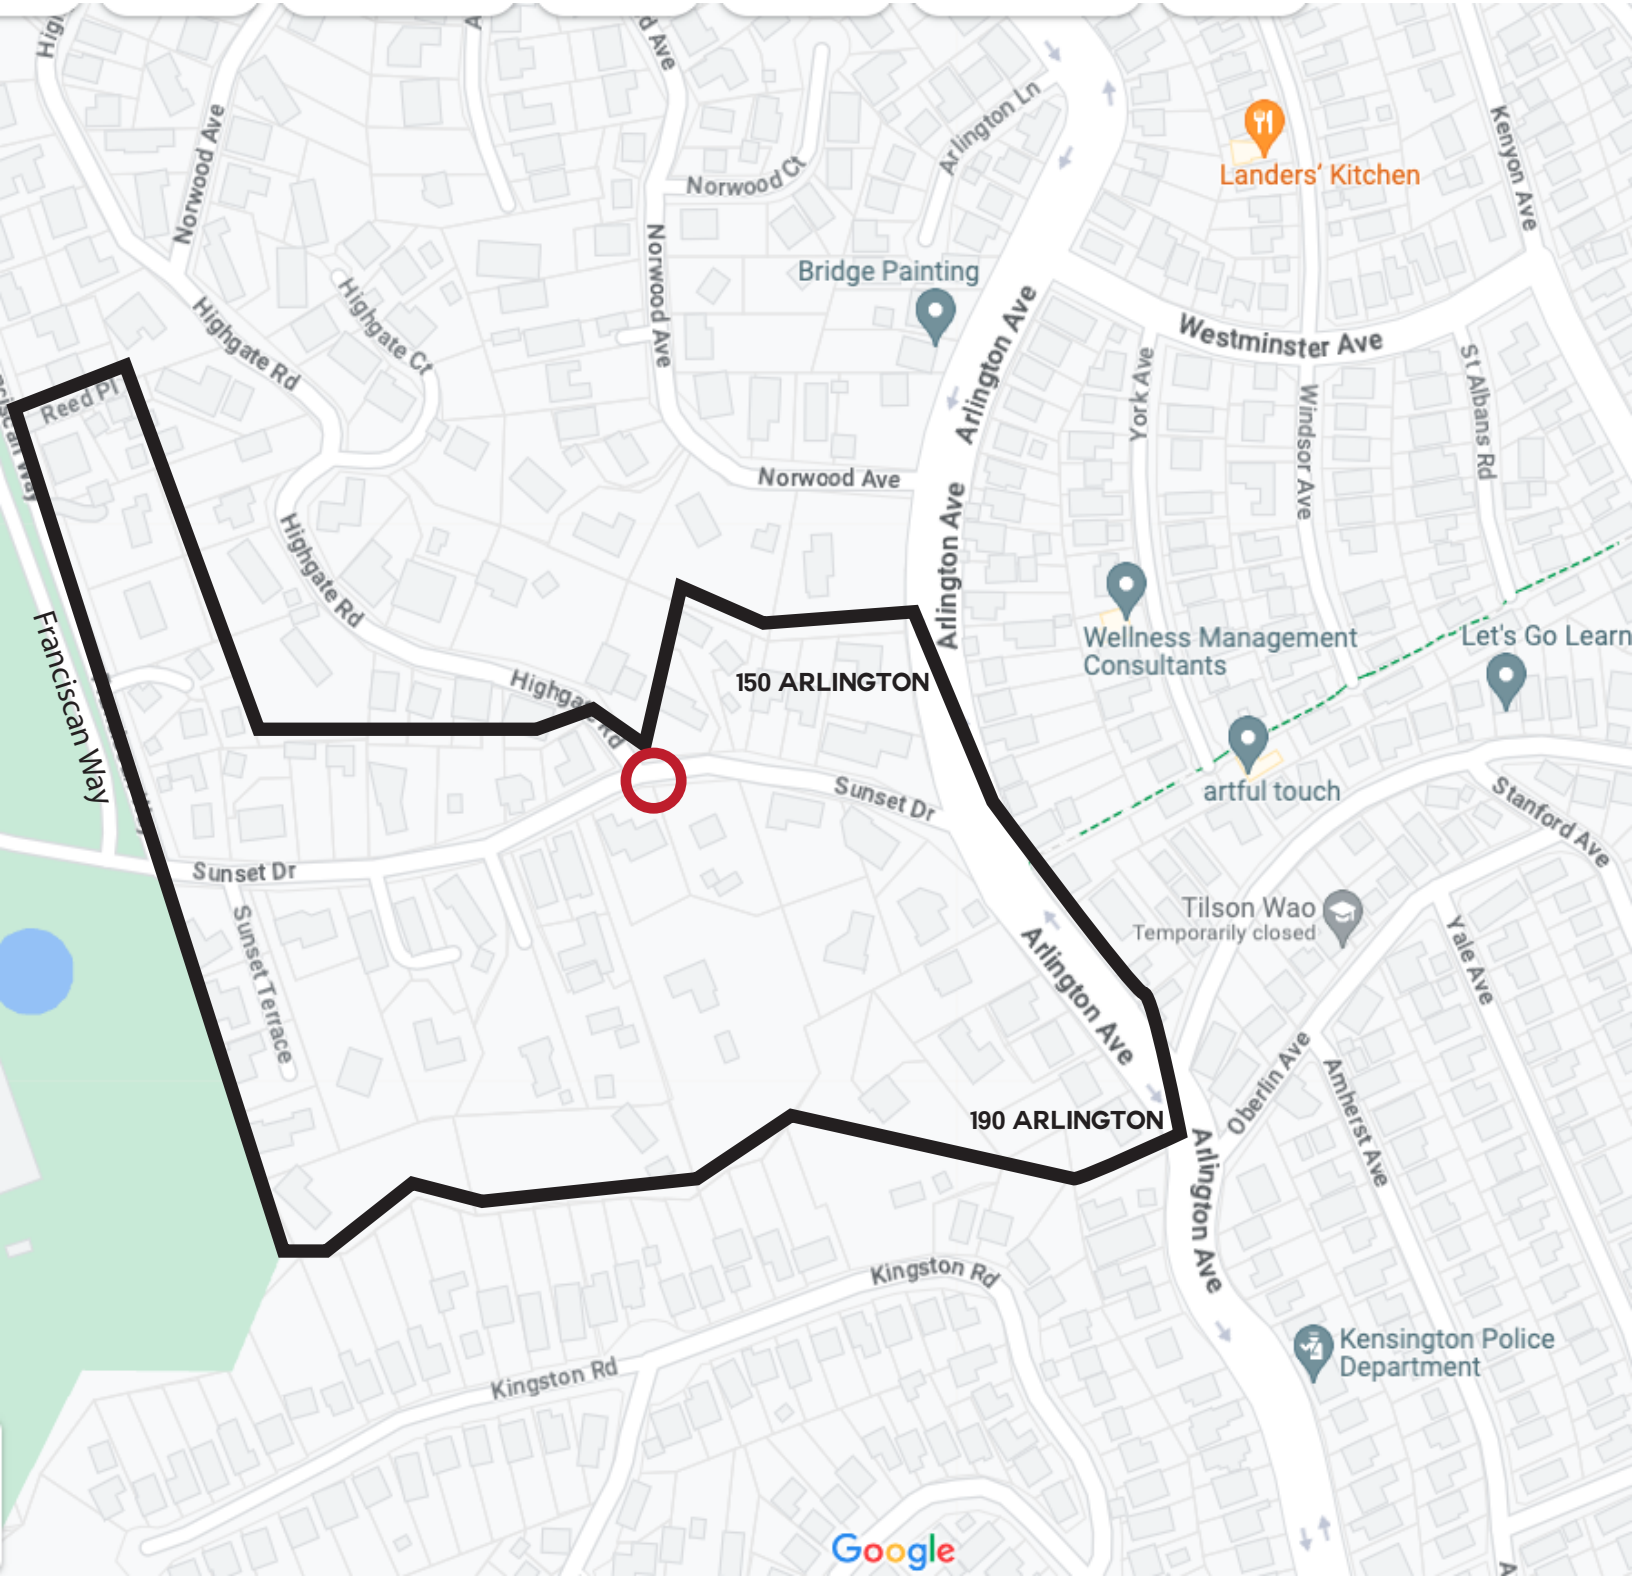 Hig
Norwood Ave
d Ave
Norwood Ct
Arlington Ln
Landers' Kitchen
Kenyon Ave
Norwood Ave
Bridge Painting
Highgate Ct
Highgate Rd
Arlington Ave
Westminster Ave
York Ave
Windsor Ave
St Albans Rd
Reed Pl
Norwood Ave
Arlington Ave
Highgate Rd
Wellness Management
Consultants
Let's Go Learn
Franciscan Way
Highgate Rd
150 ARLINGTON
Sunset Dr
artful touch
Stanford Ave
Sunset Dr
Sunset Terrace
Tilson Wao
Temporarily closed
Yale Ave
Arlington Ave
Oberlin Ave
Amherst Ave
190 ARLINGTON
Arlington Ave
Kingston Rd
Kingston Rd
Kensington Police
Department
Google